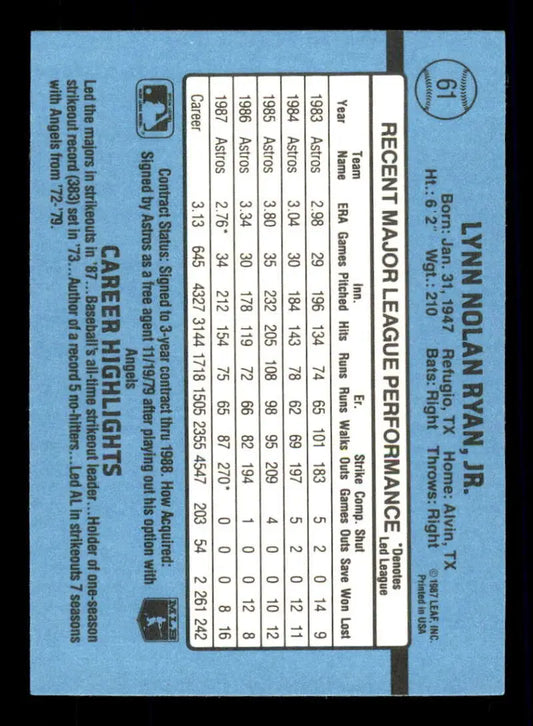 61
LYNN NOLAN RYAN, JR.
Born: Jan. 31, 1947 Refugio, TX Home: Alvin, TX
Ht.: 6'2" Wgt.: 210 Bats: Right Throws: Right
© 1987 LEAF, INC.
Printed in USA
RECENT MAJOR LEAGUE PERFORMANCE
*Denotes
Led League
Team Inn. Er. Strike Comp. Shut
Year Name ERA Games Pitched Hits Runs Runs Walks Outs Games Outs Save Won Lost
1983 Astros 2.98 29 196 134 74 65 101 183 5 2 0 14 9
1984 Astros 3.04 30 184 143 78 62 69 197 5 2 0 12 11
1985 Astros 3.80 35 232 205 108 98 95 209 4 0 0 10 12
1986 Astros 3.34 30 178 119 72 66 82 194 1 0 0 12 8
1987 Astros 2.76* 34 212 154 75 65 87 270* 0 0 0 8 16
Career 3.13 645 4327 3144 1718 1505 2355 4547 203 54 2 261 242
Contract Status: Signed to 3-year contract thru 1988. How Acquired:
Signed by Astros as a free agent 11/19/79 after playing out his option with
Angels
MLS
CAREER HIGHLIGHTS
Led the majors in strikeouts in '87...Baseball's all-time strikeout leader...Holder of one-season
strikeout record (383) set in '73...Author of a record 5 no-hitters...Led AL in strikeouts 7 seasons
with Angels from '72-'79.